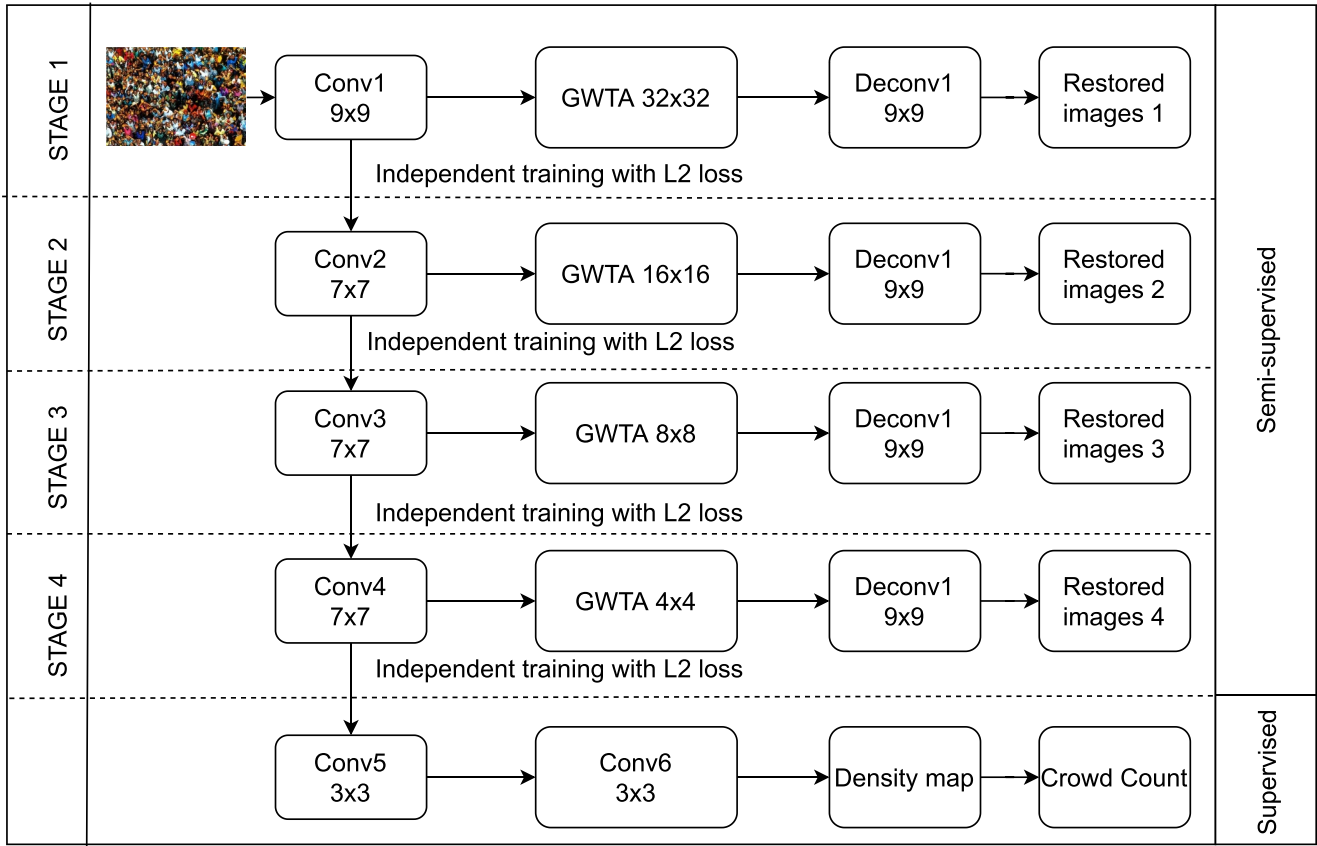 STAGE 1
Conv1
9x9
GWTA 32x32
Deconv1
9x9
Restored
images 1
Independent training with L2 loss
STAGE 2
Conv2
7x7
GWTA 16x16
Deconv1
9x9
Restored
images 2
Independent training with L2 loss
STAGE 3
Conv3
7x7
GWTA 8x8
Deconv1
9x9
Restored
images 3
Independent training with L2 loss
STAGE 4
Conv4
7x7
GWTA 4x4
Deconv1
9x9
Restored
images 4
Independent training with L2 loss
Semi-supervised
Conv5
3x3
Conv6
3x3
Density map
Crowd Count
Supervised